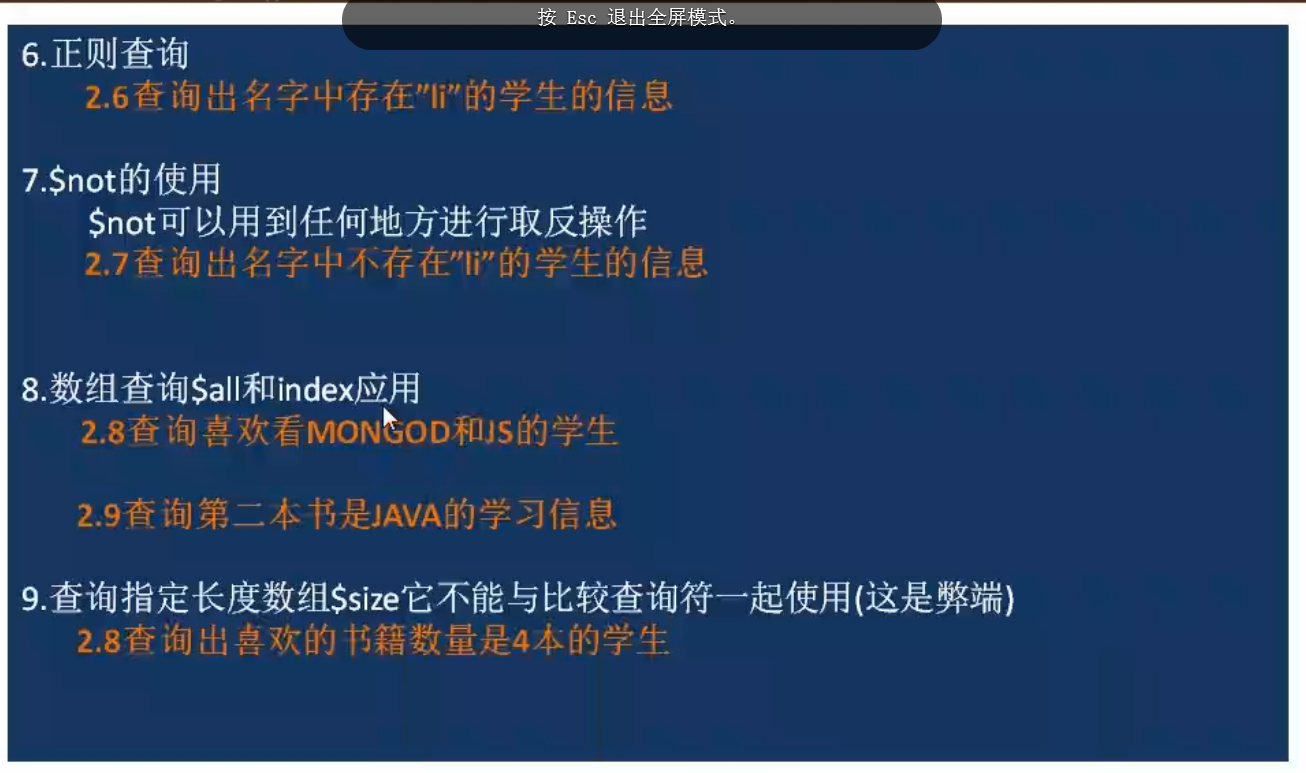 按 Esc 退出全屏模式。
6.正则查询
2.6查询出名字中存在”li”的学生的信息
7.$not的使用
$not可以用到任何地方进行取反操作
2.7查询出名字中不存在”li”的学生的信息
8.数组查询$all和index应用
2.8查询喜欢看MONGOD和JS的学生
2.9查询第二本书是JAVA的学习信息
9.查询指定长度数组$size它不能与比较查询符一起使用(这是弊端)
2.8查询出喜欢的书籍数量是4本的学生